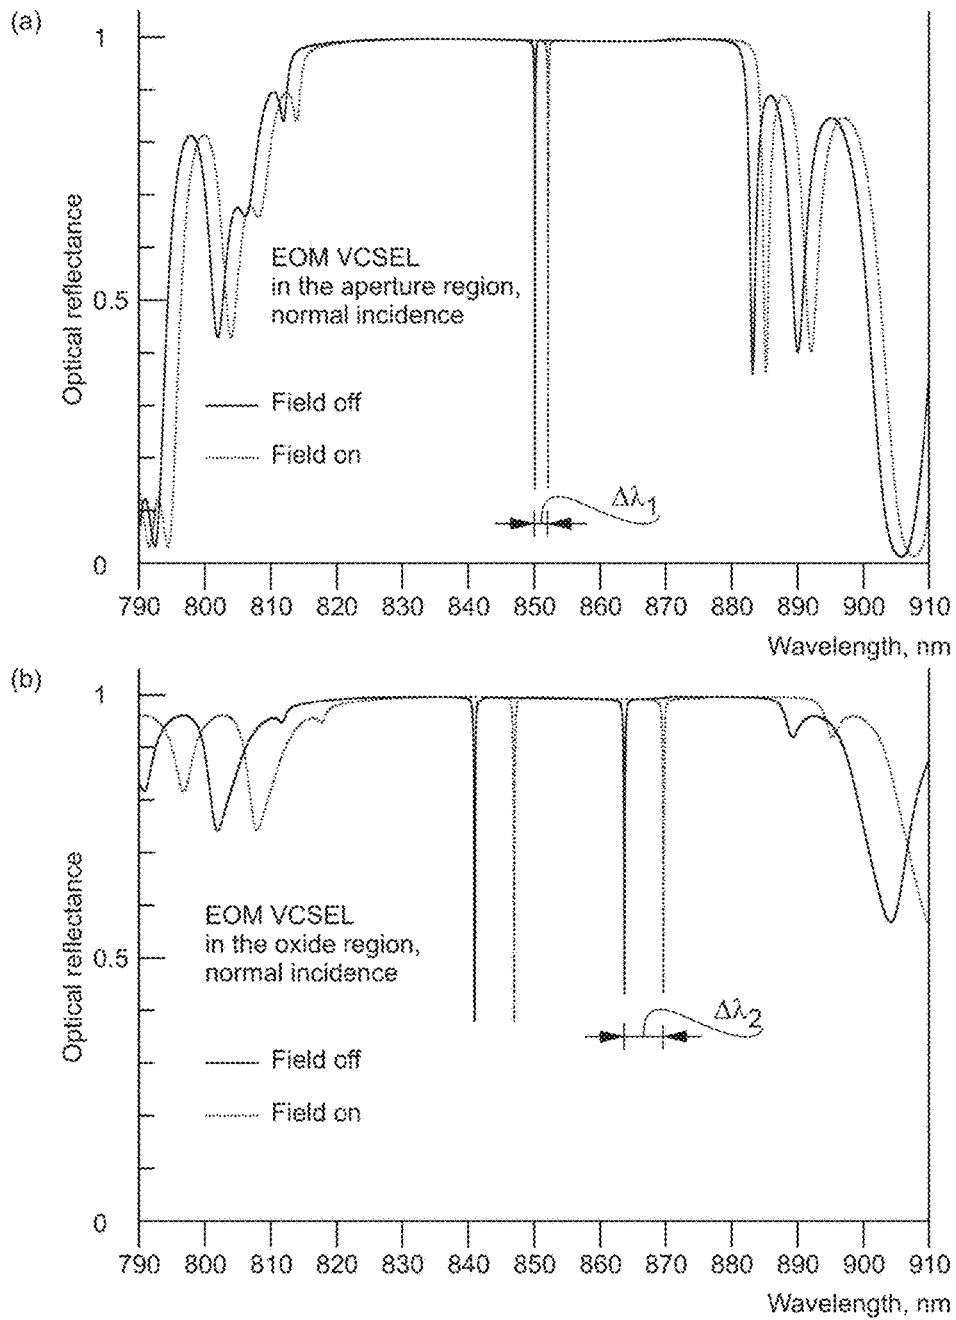 (a)
1
0.5
0
Optical reflectance
EOM VCSEL
in the aperture region,
normal incidence
Field off
Field on
Δλ1
790 800 810 820 830 840 850 860 870 880 890 900 910
Wavelength, nm
(b)
1
0.5
0
Optical reflectance
EOM VCSEL
in the oxide region,
normal incidence
Field off
Field on
Δλ2
790 800 810 820 830 840 850 860 870 880 890 900 910
Wavelength, nm